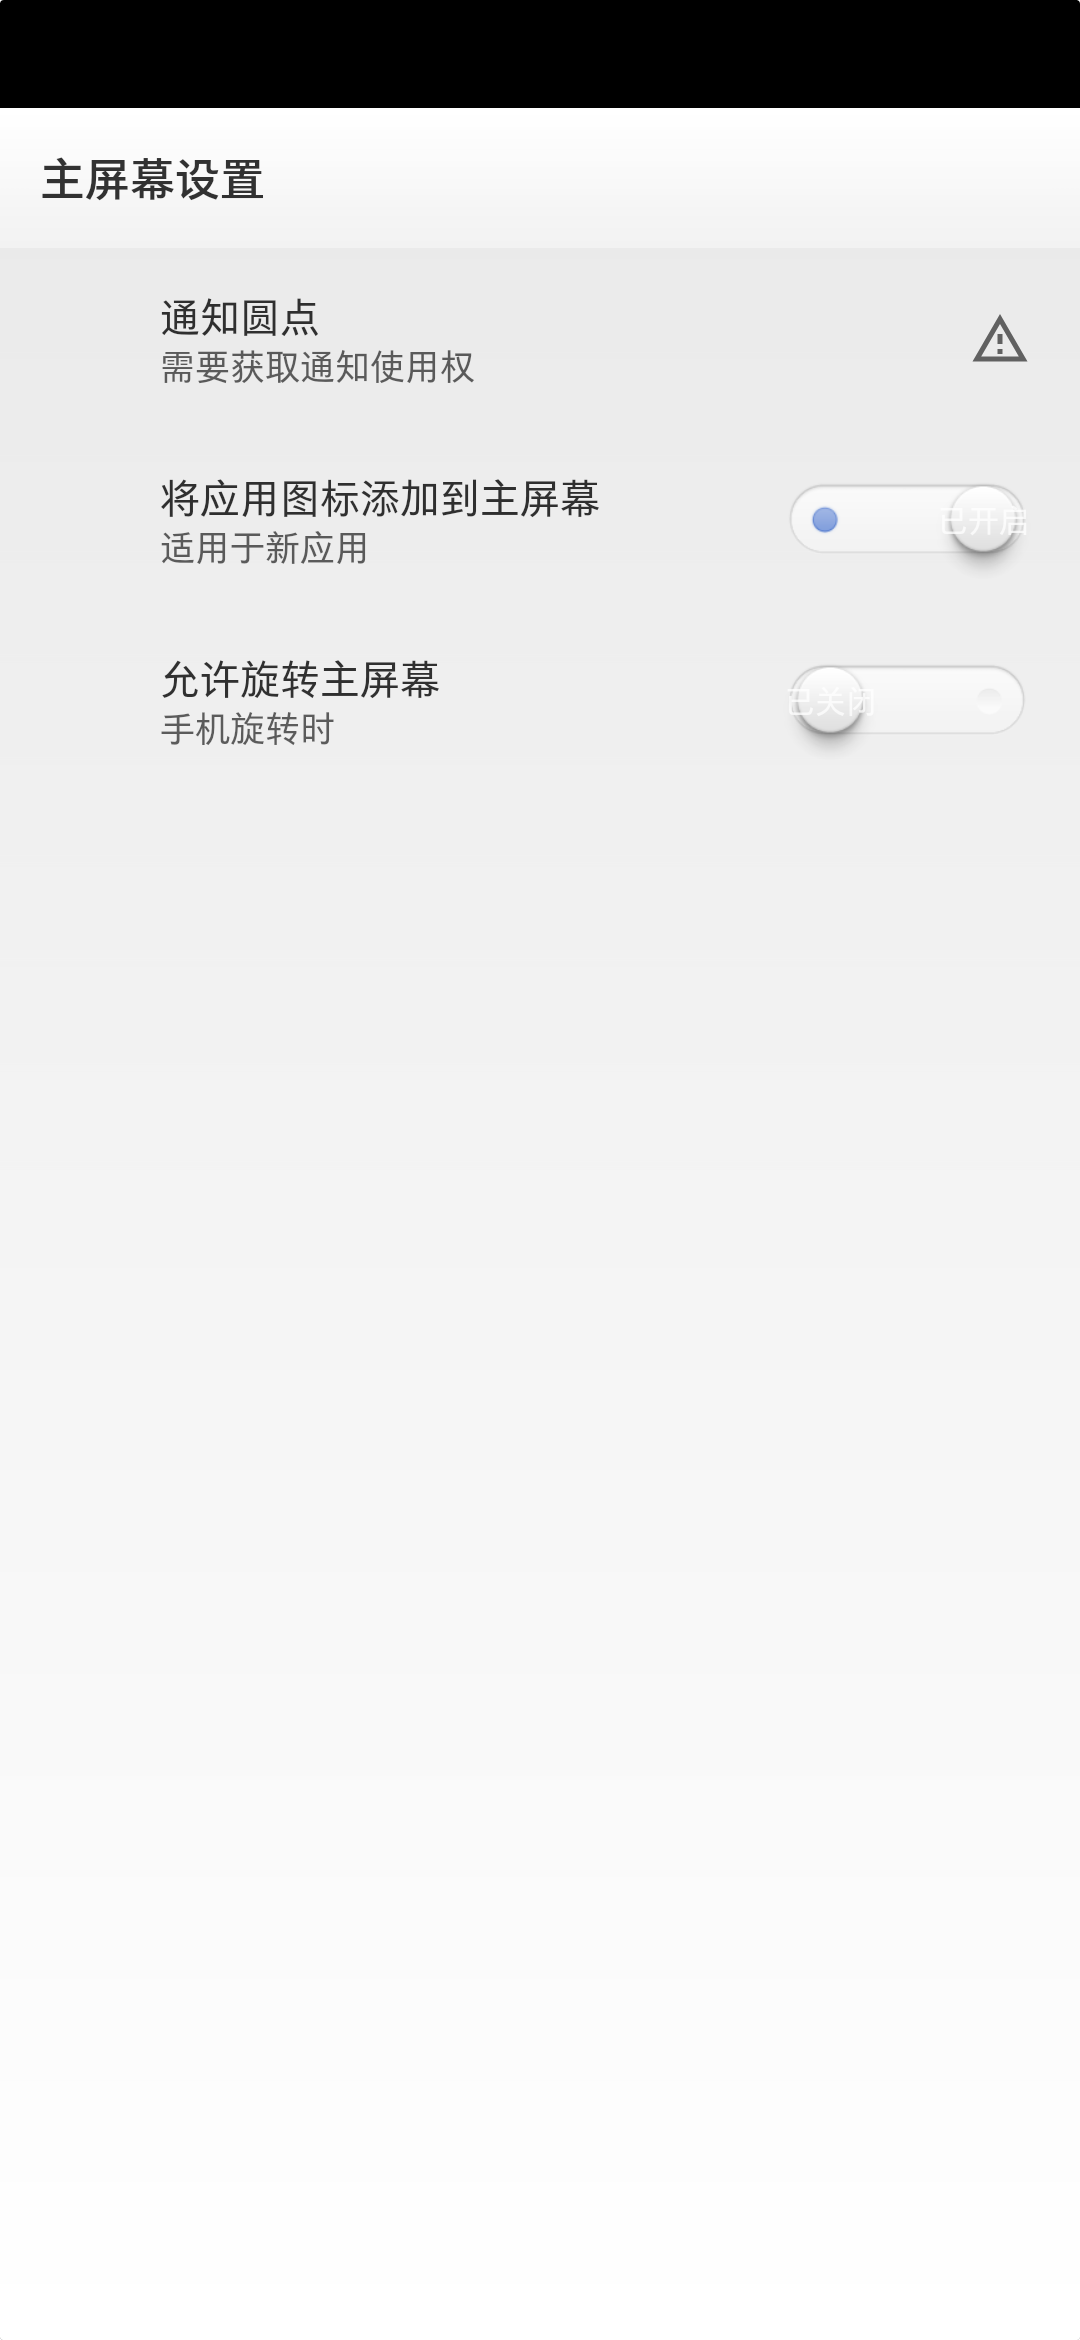 主屏幕设置
通知圆点
需要获取通知使用权
将应用图标添加到主屏幕
适用于新应用
已开启
允许旋转主屏幕
手机旋转时
已关闭